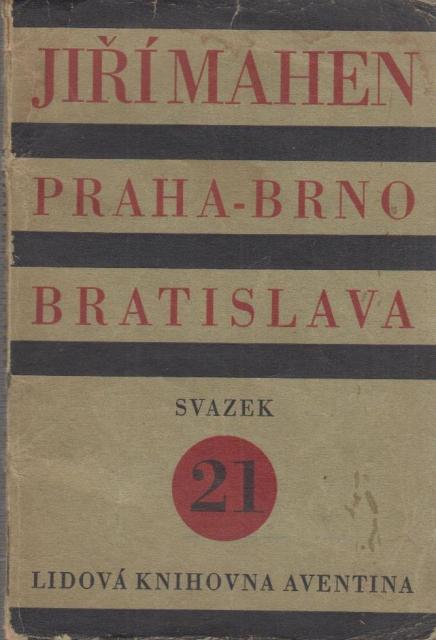 JIŘÍ MAHEN
PRAHA-BRNO
BRATISLAVA
SVAZEK
21
LIDOVÁ KNIHOVNA AVENTINA